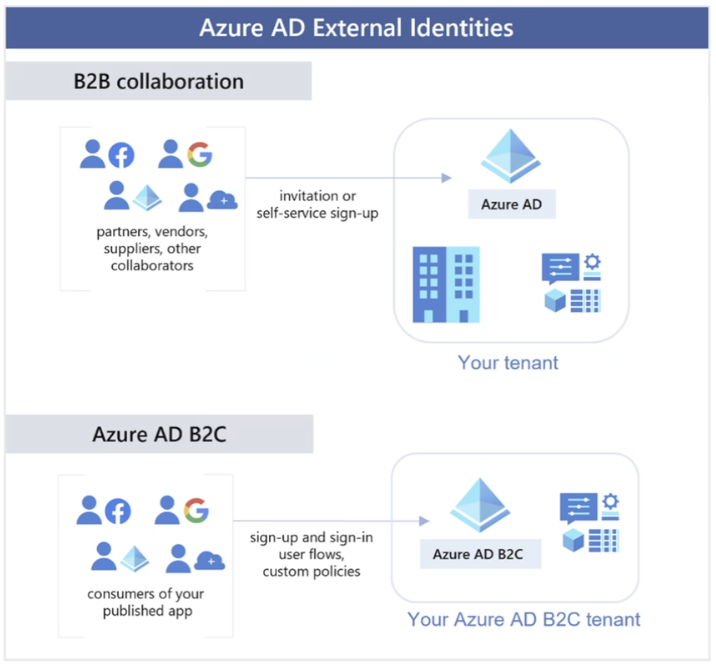 Azure AD External Identities
B2B collaboration
partners, vendors,
suppliers, other
collaborators
invitation or
self-service sign-up
Azure AD
Your tenant
Azure AD B2C
consumers of your
published app
sign-up and sign-in
user flows,
custom policies
Azure AD B2C
Your Azure AD B2C tenant